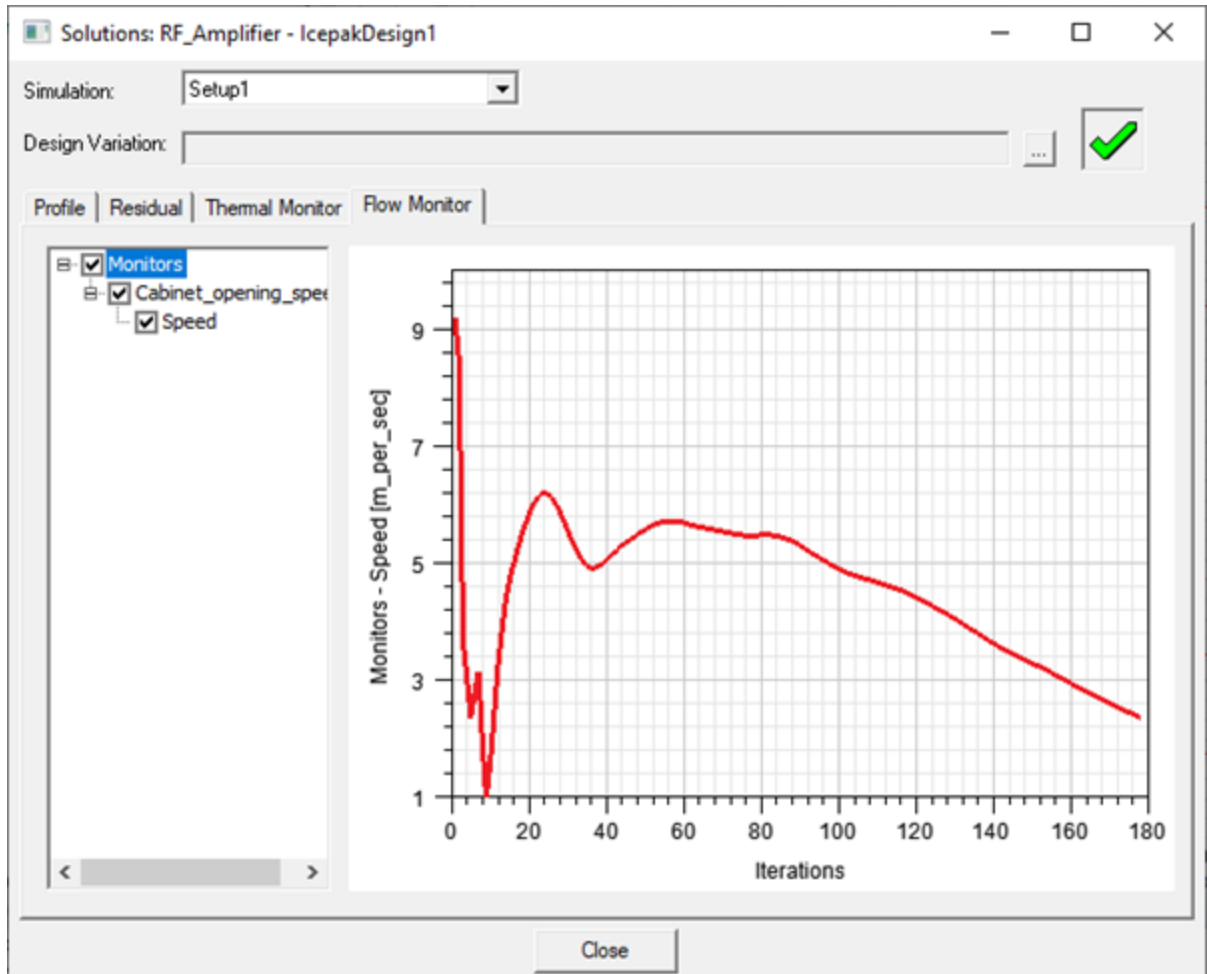 Solutions: RF_Amplifier - IcepakDesign1
Simulation: Setup1
Design Variation: ...
Profile Residual Thermal Monitor Flow Monitor
Monitors
Cabinet_opening_spee
Speed
Monitors - Speed [m_per_sec]
9
7
5
3
1
0 20 40 60 80 100 120 140 160 180
Iterations
Close